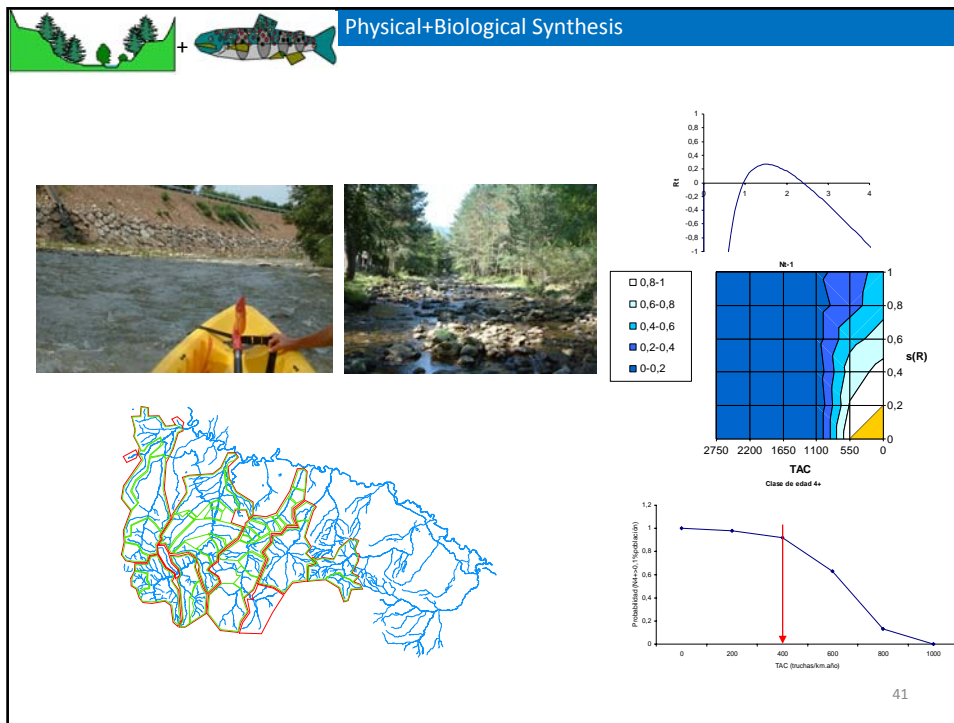 +
Physical+Biological Synthesis
1
0,8
0,6
0,4
0,2
0
-0,2
-0,4
-0,6
-0,8
-1
0 1 2 3 4
Rt
Nt-1
0,8-1
0,6-0,8
0,4-0,6
0,2-0,4
0-0,2
1
0,8
0,6
0,4
0,2
0
s(R)
2750 2200 1650 1100 550 0
TAC
Clase de edad 4+
1,2
1
0,8
0,6
0,4
0,2
0
Probabilidad (N4+>0,1%población)
0 200 400 600 800 1000
TAC (truchas/km.año)
41